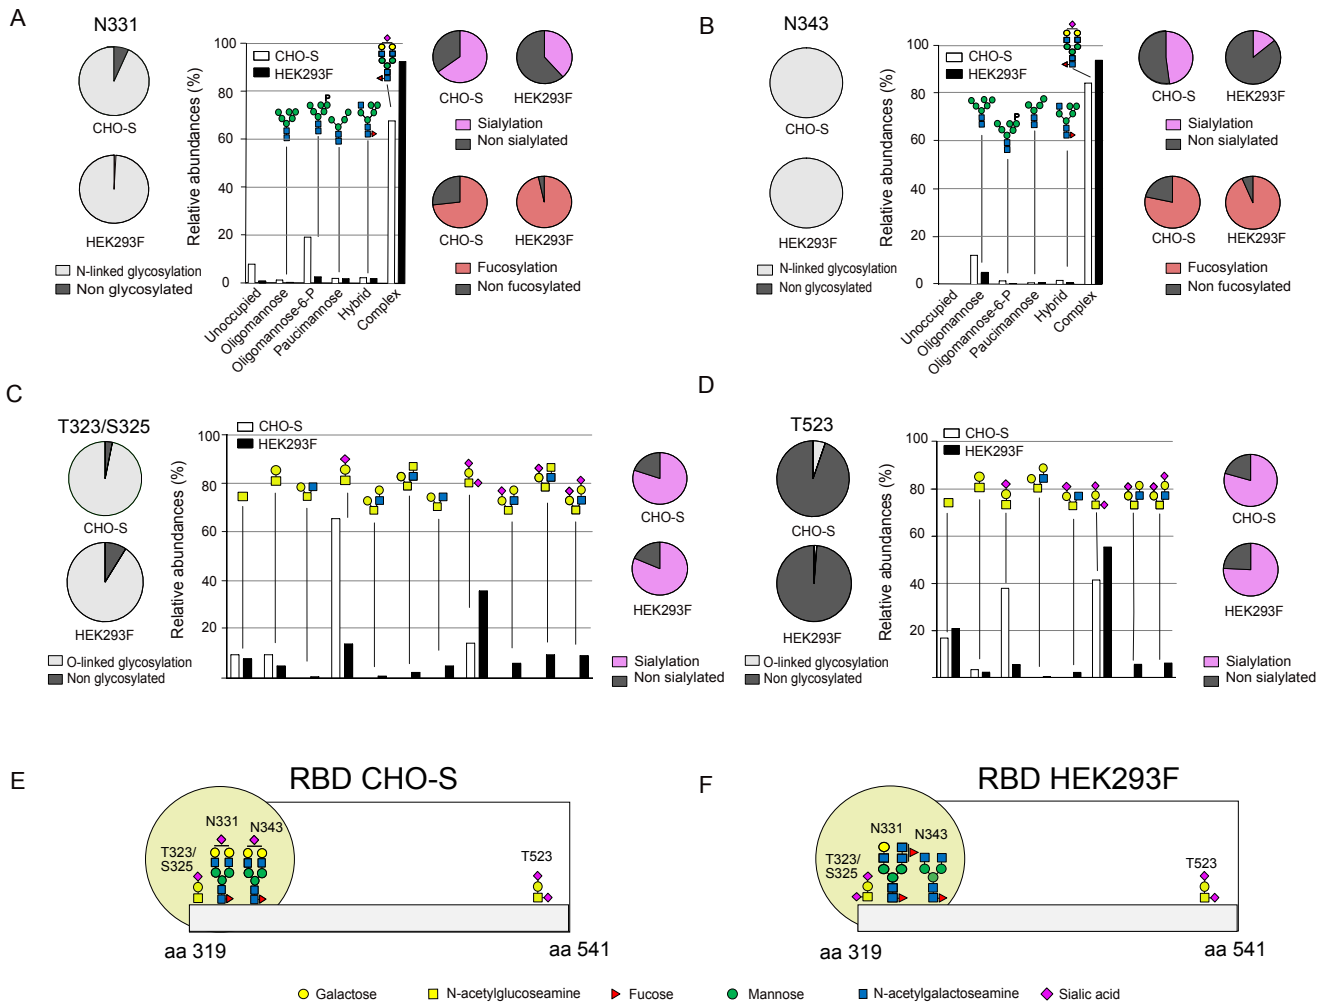 A
N331
CHO-S
HEK293F
N-linked glycosylation
Non glycosylated
Relative abundances (%)
100
80
60
40
20
0
CHO-S
HEK293F
P
Unoccupied
Oligomannose
Oligomannose-6-P
Paucimannose
Hybrid
Complex
CHO-S
HEK293F
Sialylation
Non sialylated
CHO-S
HEK293F
Fucosylation
Non fucosylated
B
N343
CHO-S
HEK293F
N-linked glycosylation
Non glycosylated
Relative abundances (%)
100
80
60
40
20
0
CHO-S
HEK293F
P
Unoccupied
Oligomannose
Oligomannose-6-P
Paucimannose
Hybrid
Complex
CHO-S
HEK293F
Sialylation
Non sialylated
CHO-S
HEK293F
Fucosylation
Non fucosylated
C
T323/S325
CHO-S
HEK293F
O-linked glycosylation
Non glycosylated
Relative abundances (%)
100
80
60
40
20
CHO-S
HEK293F
CHO-S
HEK293F
Sialylation
Non sialylated
D
T523
CHO-S
HEK293F
O-linked glycosylation
Non glycosylated
Relative abundances (%)
100
80
60
40
20
CHO-S
HEK293F
CHO-S
HEK293F
Sialylation
Non sialylated
E
RBD CHO-S
N331
N343
T323/
S325
T523
aa 319
aa 541
F
RBD HEK293F
N331
N343
T323/
S325
T523
aa 319
aa 541
Galactose
N-acetylglucoseamine
Fucose
Mannose
N-acetylgalactoseamine
Sialic acid